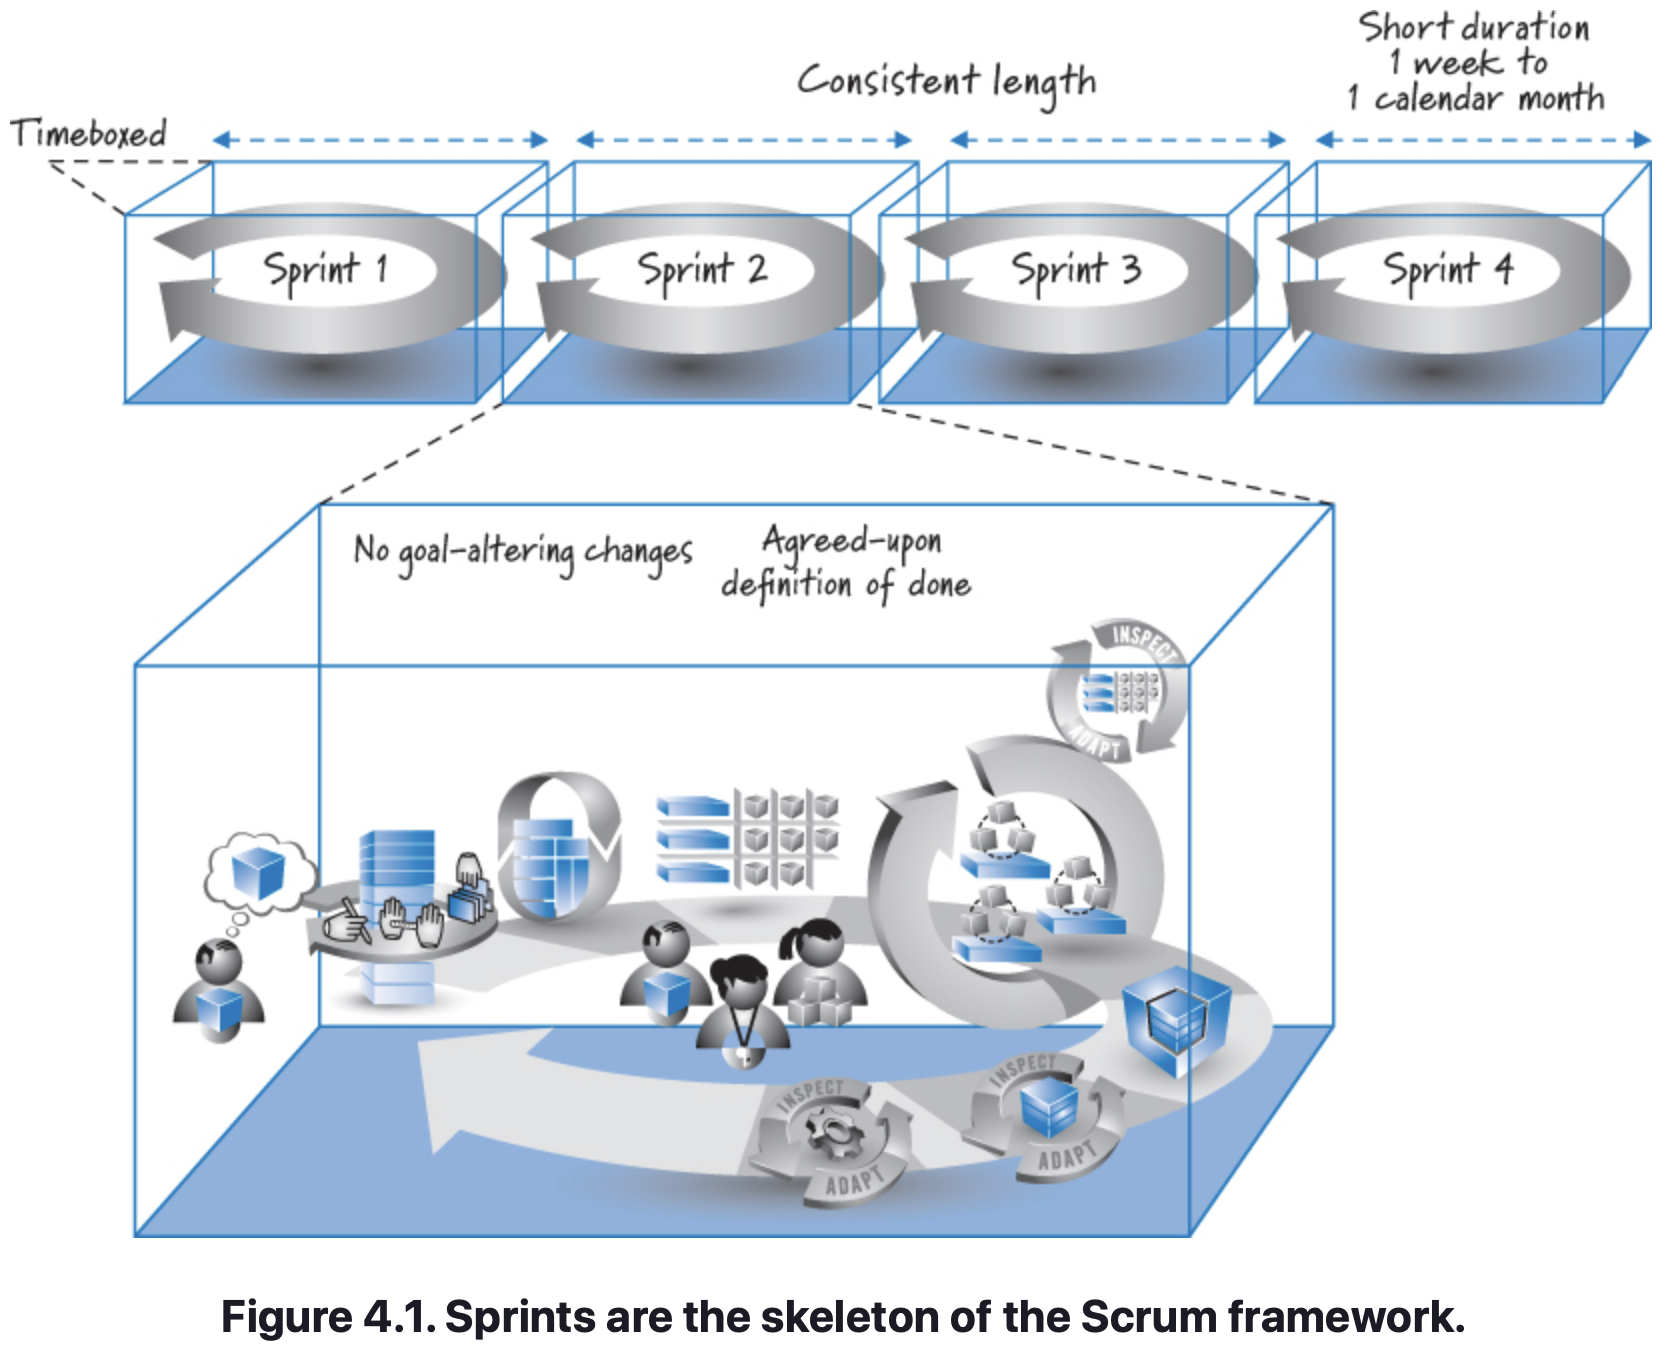 Short duration
1 week to
1 calendar month
Consistent length
Timeboxed
Sprint 1
Sprint 2
Sprint 3
Sprint 4
No goal-altering changes
Agreed-upon
definition of done
INSPECT
ADAPT
INSPECT
ADAPT
INSPECT
ADAPT
Figure 4.1. Sprints are the skeleton of the Scrum framework.